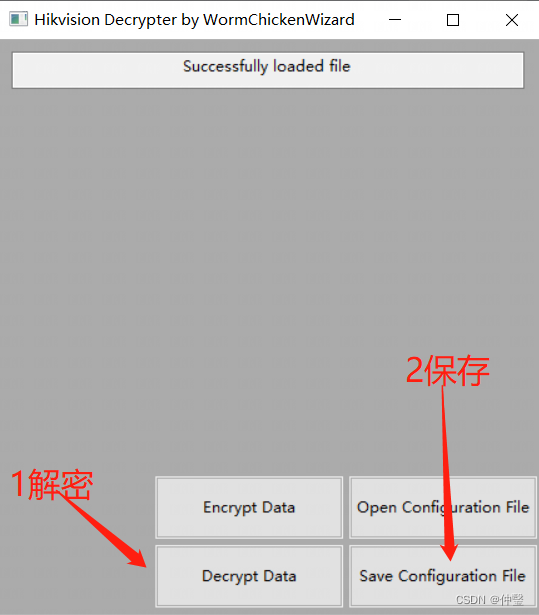 Hikvision Decrypter by WormChickenWizard
Successfully loaded file
2保存
1解密
Encrypt Data
Open Configuration File
Decrypt Data
Save Configuration File
CSDN @仲瑿